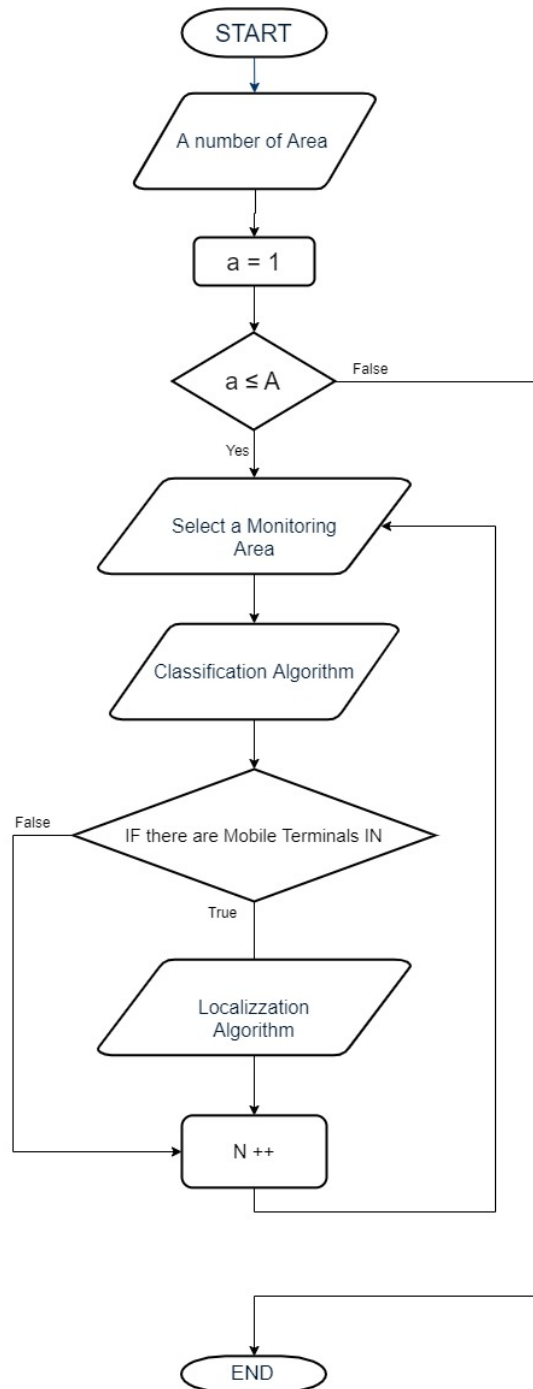 START
A number of Area
a = 1
a ≤ A
False
Yes
Select a Monitoring
Area
Classification Algorithm
False
IF there are Mobile Terminals IN
True
Localizzation
Algorithm
N ++
END